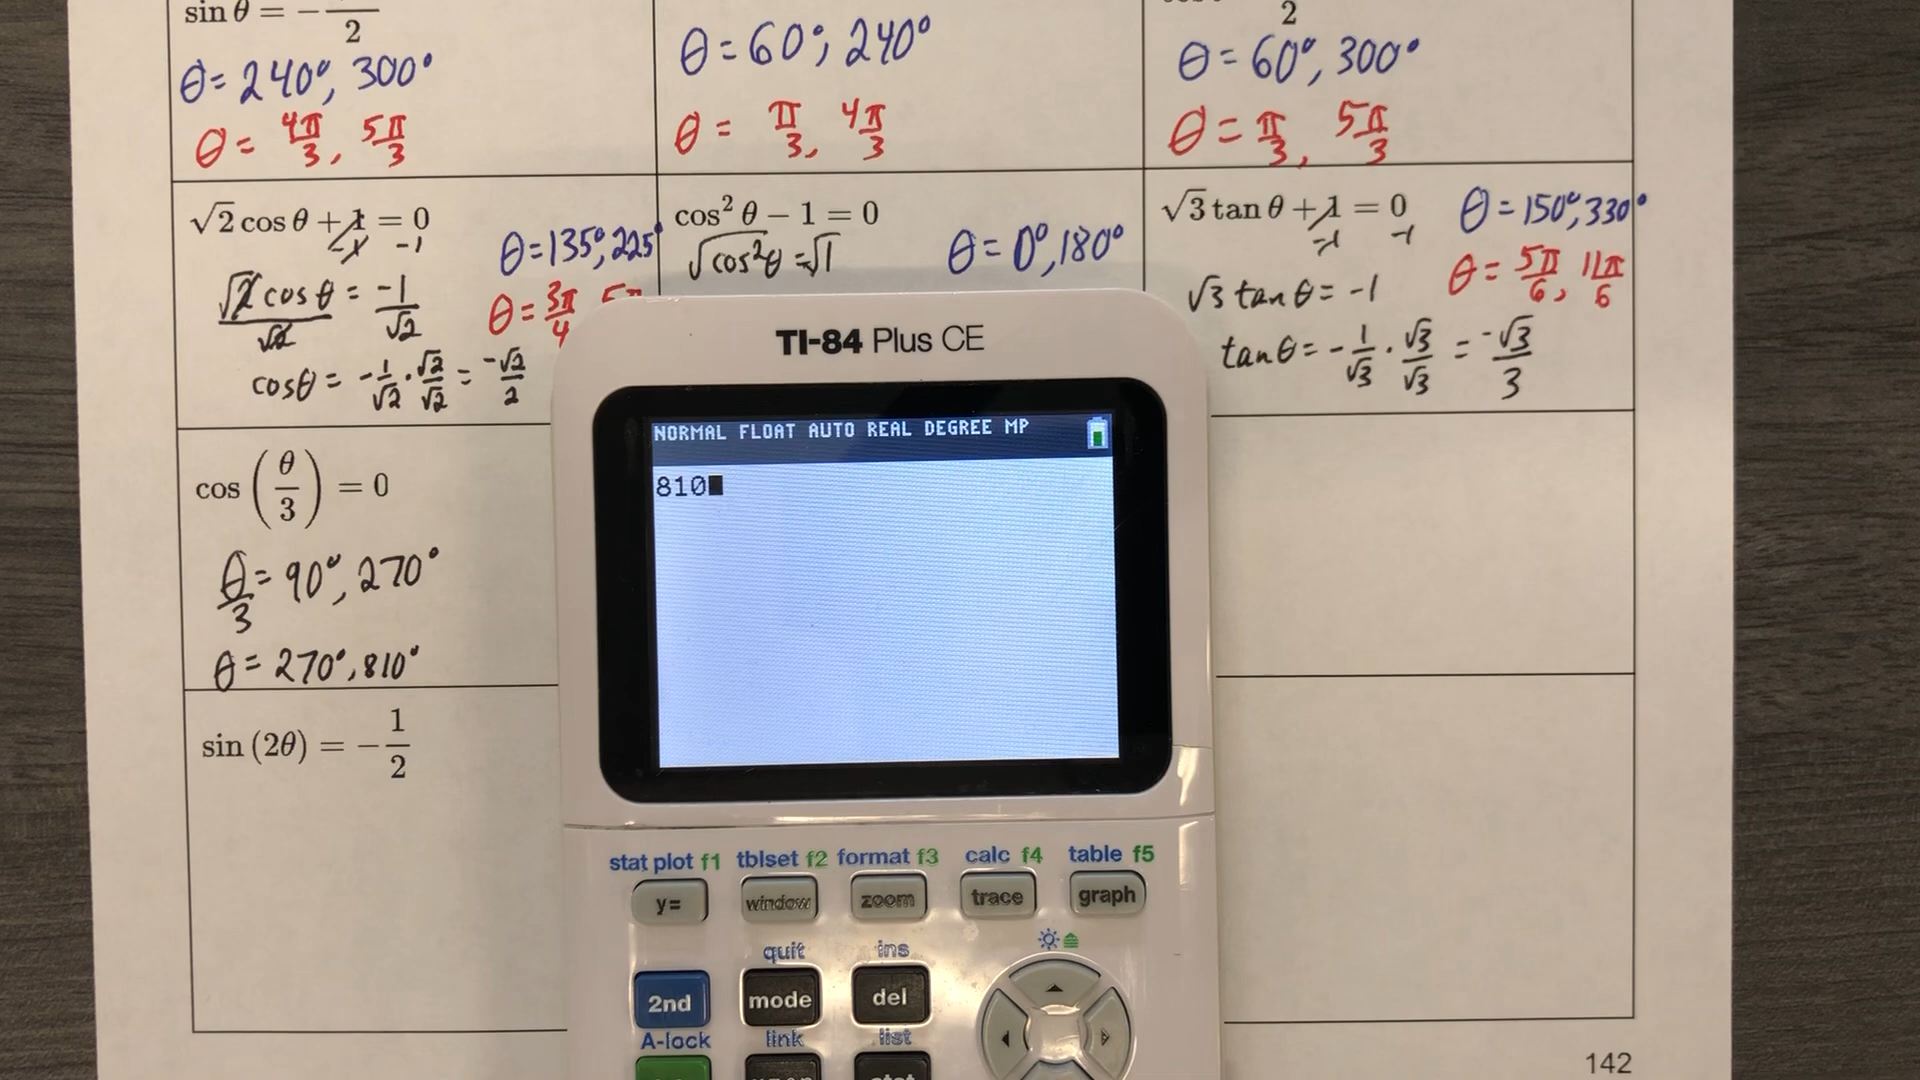 sin θ = − 2
θ = 240°, 300°
θ = 4π/3, 5π/3
θ = 60°, 240°
θ = π/3, 4π/3
2
θ = 60°, 300°
θ = π/3, 5π/3
√2 cos θ + 1 = 0
-1 -1
√2 cos θ / √2 = -1/√2
cos θ = -1/√2 · √2/√2 = -√2/2
θ = 135°, 225°
θ = 3π/4
cos² θ − 1 = 0
√cos²θ = √1
θ = 0°, 180°
√3 tan θ + 1 = 0
-1 -1
√3 tan θ = -1
tan θ = -1/√3 · √3/√3 = -√3/3
θ = 150°, 330°
θ = 5π/6, 11π/6
cos (θ/3) = 0
θ/3 = 90°, 270°
θ = 270°, 810°
sin (2θ) = − 1/2
TI-84 Plus CE
NORMAL FLOAT AUTO REAL DEGREE MP
810
stat plot f1 tblset f2 format f3 calc f4 table f5
y= window zoom trace graph
quit ins
2nd mode del
A-lock link list
142